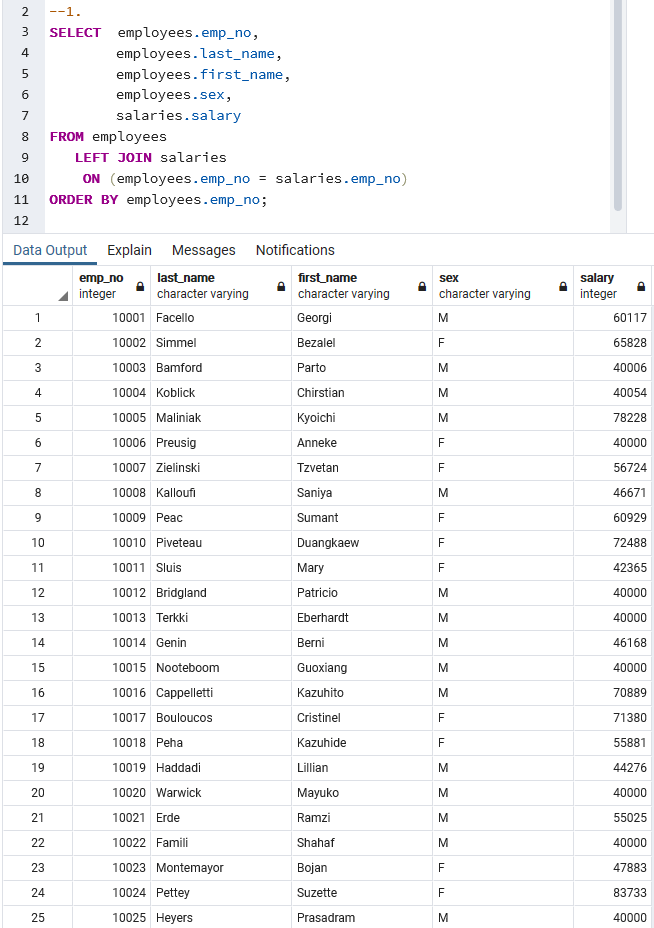 2 --1.
3 SELECT employees.emp_no,
4 employees.last_name,
5 employees.first_name,
6 employees.sex,
7 salaries.salary
8 FROM employees
9 LEFT JOIN salaries
10 ON (employees.emp_no = salaries.emp_no)
11 ORDER BY employees.emp_no;
12
Data Output Explain Messages Notifications
emp_no last_name first_name sex salary
integer character varying character varying character varying integer
1 10001 Facello Georgi M 60117
2 10002 Simmel Bezalel F 65828
3 10003 Bamford Parto M 40006
4 10004 Koblick Chirstian M 40054
5 10005 Maliniak Kyoichi M 78228
6 10006 Preusig Anneke F 40000
7 10007 Zielinski Tzvetan F 56724
8 10008 Kalloufi Saniya M 46671
9 10009 Peac Sumant F 60929
10 10010 Piveteau Duangkaew F 72488
11 10011 Sluis Mary F 42365
12 10012 Bridgland Patricio M 40000
13 10013 Terkki Eberhardt M 40000
14 10014 Genin Berni M 46168
15 10015 Nooteboom Guoxiang M 40000
16 10016 Cappelletti Kazuhito M 70889
17 10017 Bouloucos Cristinel F 71380
18 10018 Peha Kazuhide F 55881
19 10019 Haddadi Lillian M 44276
20 10020 Warwick Mayuko M 40000
21 10021 Erde Ramzi M 55025
22 10022 Famili Shahaf M 40000
23 10023 Montemayor Bojan F 47883
24 10024 Pettey Suzette F 83733
25 10025 Heyers Prasadram M 40000